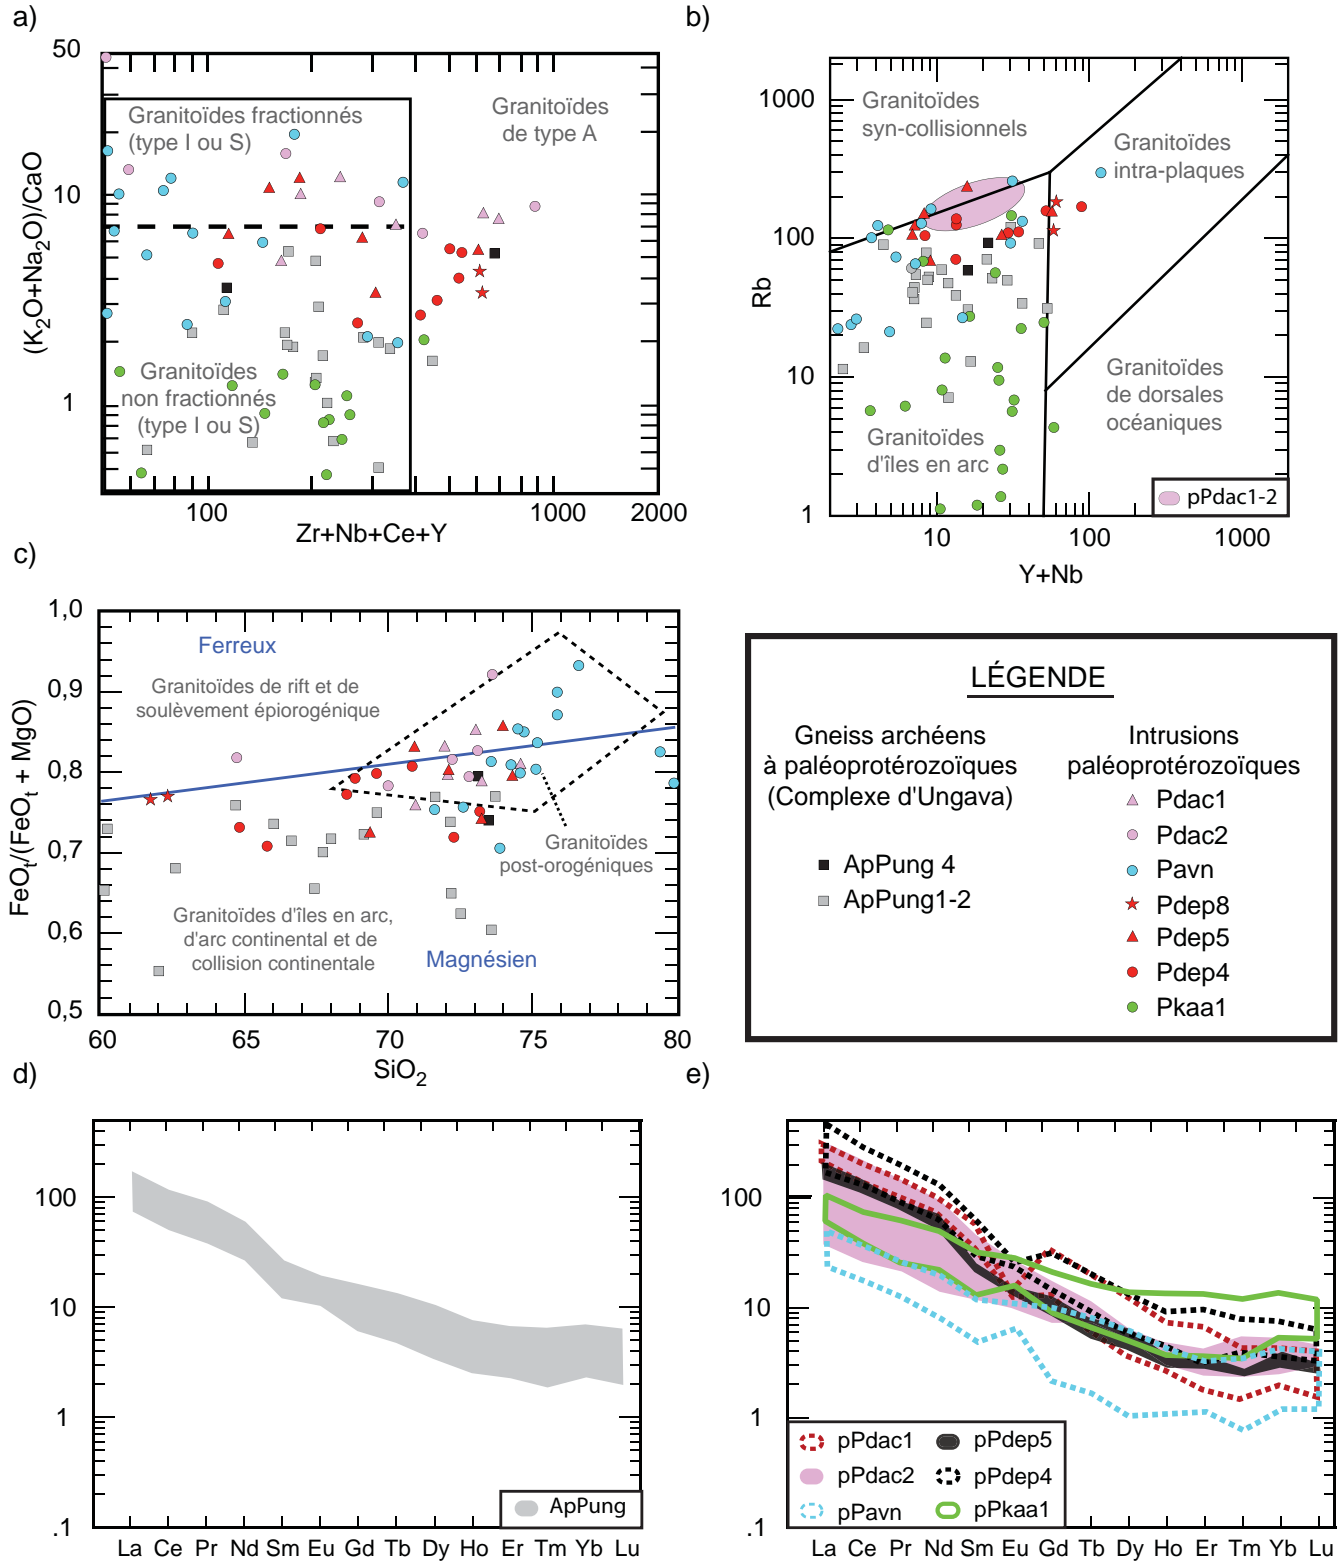 a)
50
10
1
(K2O+Na2O)/CaO
Granitoïdes fractionnés
(type I ou S)
Granitoïdes
de type A
Granitoïdes
non fractionnés
(type I ou S)
100
1000
2000
Zr+Nb+Ce+Y
b)
1000
100
10
1
Rb
Granitoïdes
syn-collisionnels
Granitoïdes
intra-plaques
Granitoïdes
de dorsales
océaniques
Granitoïdes
d'îles en arc
pPdac1-2
10
100
1000
Y+Nb
c)
1,0
0,9
0,8
0,7
0,6
0,5
FeOt/(FeOt + MgO)
Ferreux
Granitoïdes de rift et de
soulèvement épiorogénique
Granitoïdes
post-orogéniques
Granitoïdes d'îles en arc,
d'arc continental et de
collision continentale
Magnésien
60
65
70
75
80
SiO2
LÉGENDE
Gneiss archéens
à paléoprotérozoïques
(Complexe d'Ungava)
ApPung 4
ApPung1-2
Intrusions
paléoprotérozoïques
Pdac1
Pdac2
Pavn
Pdep8
Pdep5
Pdep4
Pkaa1
d)
100
10
1
.1
ApPung
La Ce Pr Nd Sm Eu Gd Tb Dy Ho Er Tm Yb Lu
e)
100
10
1
.1
pPdac1
pPdep5
pPdac2
pPdep4
pPavn
pPkaa1
La Ce Pr Nd Sm Eu Gd Tb Dy Ho Er Tm Yb Lu